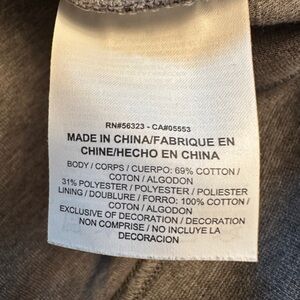 RN#56323 - CA#05553
MADE IN CHINA/FABRIQUE EN
CHINE/HECHO EN CHINA
BODY / CORPS / CUERPO: 69% COTTON /
COTON / ALGODON
31% POLYESTER / POLYESTER / POLIESTER
LINING / DOUBLURE / FORRO: 100% COTTON /
COTON / ALGODON
EXCLUSIVE OF DECORATION / DECORATION
NON COMPRISE / NO INCLUYE LA
DECORACION